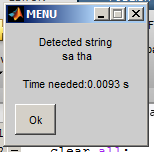 MENU
Detected string
sa tha
Time needed:0.0093 s
Ok
clear all;